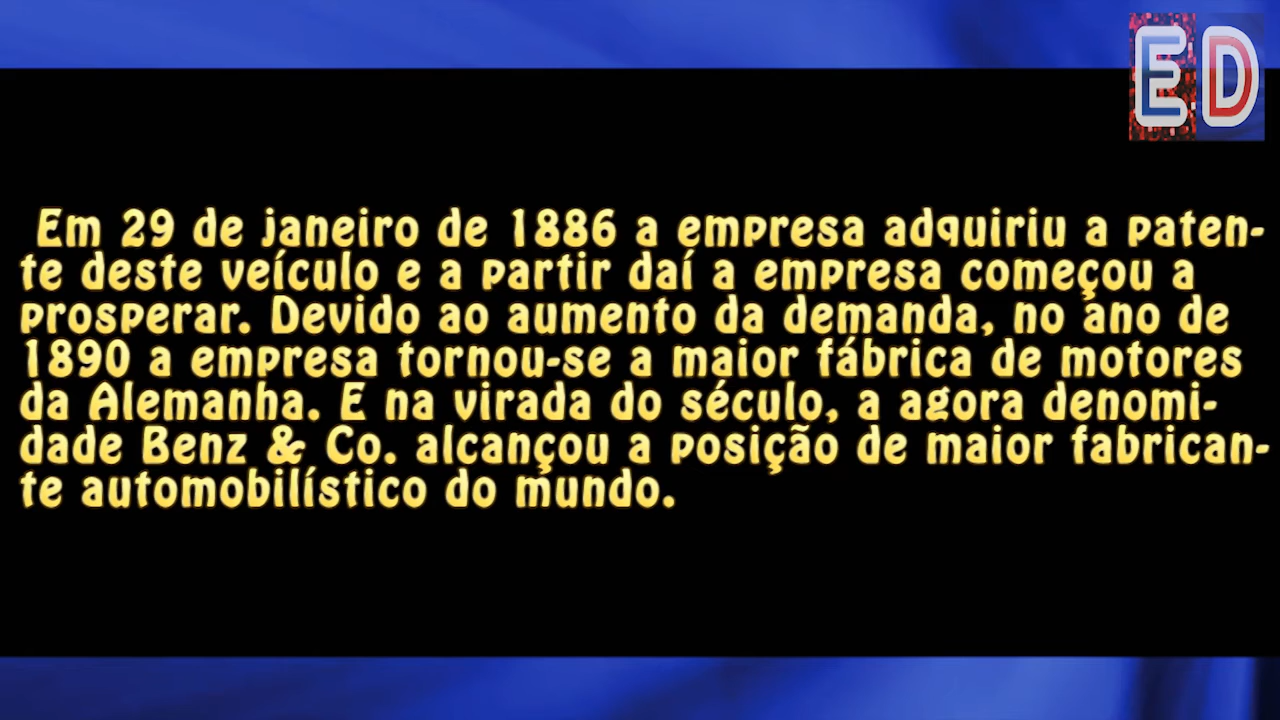 ED
Em 29 de janeiro de 1886 a empresa adquiriu a paten-
te deste veículo e a partir daí a empresa começou a
prosperar. Devido ao aumento da demanda, no ano de
1890 a empresa tornou-se a maior fábrica de motores
da Alemanha. E na virada do século, a agora denomi-
dade Benz & Co. alcançou a posição de maior fabrican-
te automobilístico do mundo.